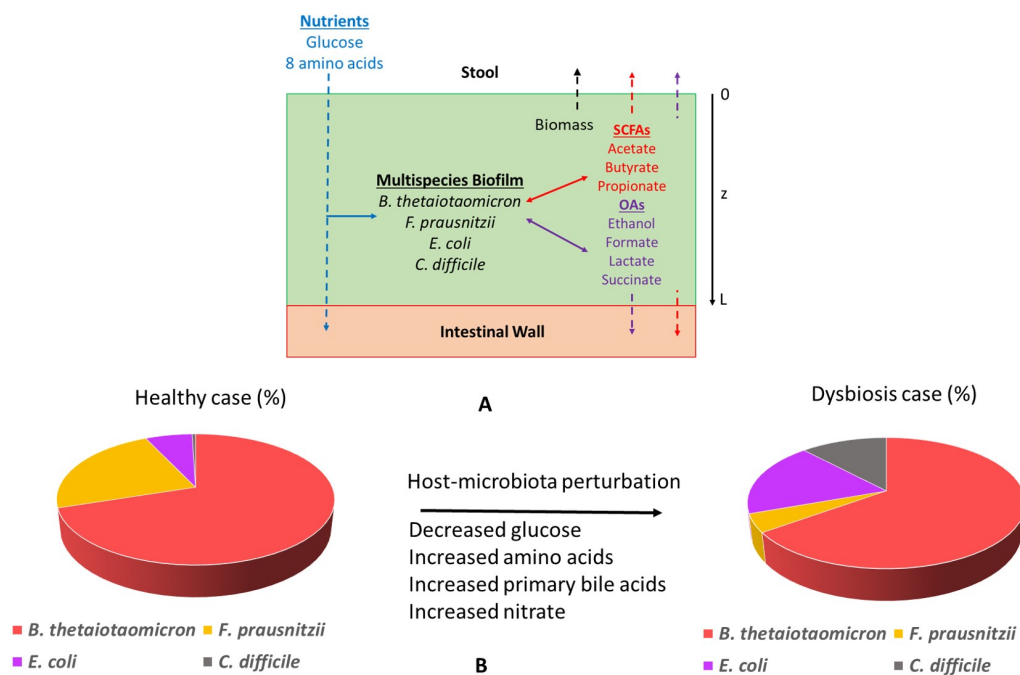 Nutrients
Glucose
8 amino acids
Stool
0
Biomass
SCFAs
Acetate
Butyrate
Propionate
Multispecies Biofilm
B. thetaiotaomicron
F. prausnitzii
E. coli
C. difficile
OAs
Ethanol
Formate
Lactate
Succinate
z
L
Intestinal Wall
A
Healthy case (%)
Dysbiosis case (%)
Host-microbiota perturbation
Decreased glucose
Increased amino acids
Increased primary bile acids
Increased nitrate
B. thetaiotaomicron F. prausnitzii
E. coli C. difficile
B. thetaiotaomicron F. prausnitzii
E. coli C. difficile
B